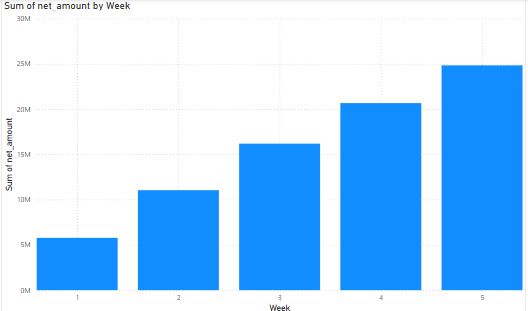 Sum of net_amount by Week
30M
25M
20M
15M
10M
5M
0M
Sum of net_amount
1 2 3 4 5
Week